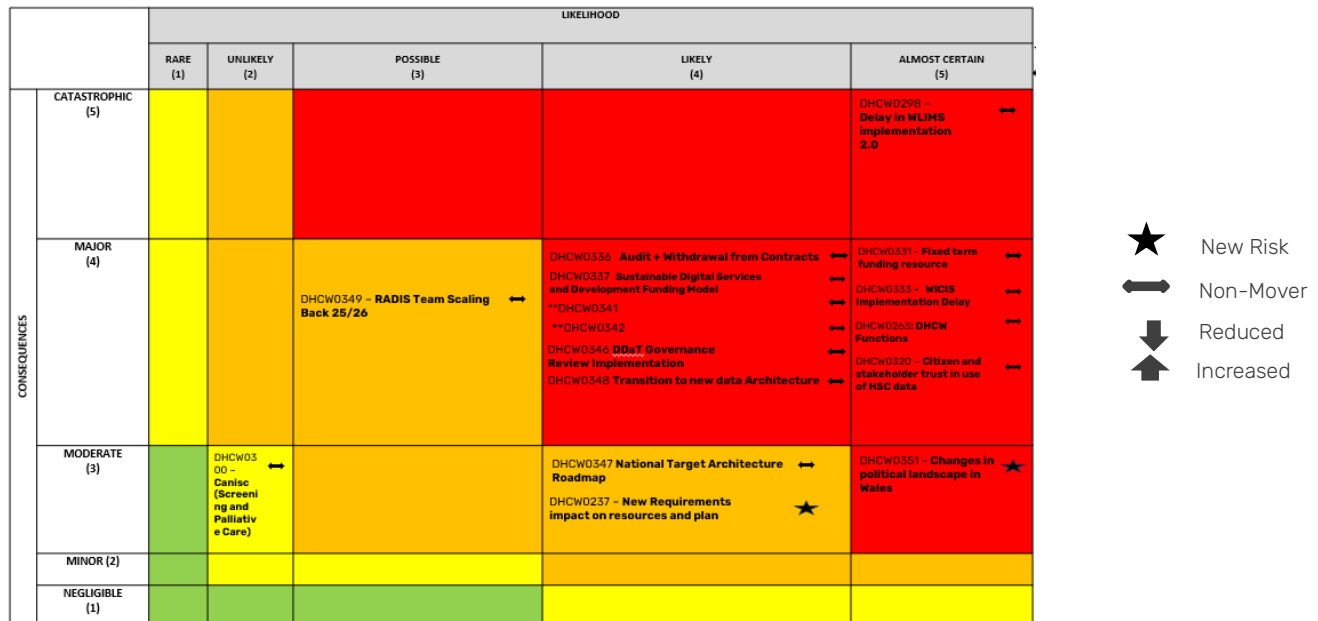 LIKELIHOOD
RARE
(1)
UNLIKELY
(2)
POSSIBLE
(3)
LIKELY
(4)
ALMOST CERTAIN
(5)
CONSEQUENCES
CATASTROPHIC
(5)
DHCW0298 –
Delay in WLIMS
implementation
2.0
MAJOR
(4)
DHCW0349 – RADIS Team Scaling
Back 25/26
DHCW0336 Audit + Withdrawal from Contracts
DHCW0337 Sustainable Digital Services
and Development Funding Model
**DHCW0341
**DHCW0342
DHCW0346 DDaT Governance
Review Implementation
DHCW0348 Transition to new data Architecture
DHCW0331 - Fixed term
funding resource
DHCW0333 – WICIS
Implementation Delay
DHCW0263: DHCW
Functions
DHCW0320 – Citizen and
stakeholder trust in use
of HSC data
MODERATE
(3)
DHCW03
00 –
Canisc
(Screeni
ng and
Palliativ
e Care)
DHCW0347 National Target Architecture
Roadmap
DHCW0237 – New Requirements
impact on resources and plan
DHCW0351 - Changes in
political landscape in
Wales
MINOR (2)
NEGLIGIBLE
(1)
New Risk
Non-Mover
Reduced
Increased